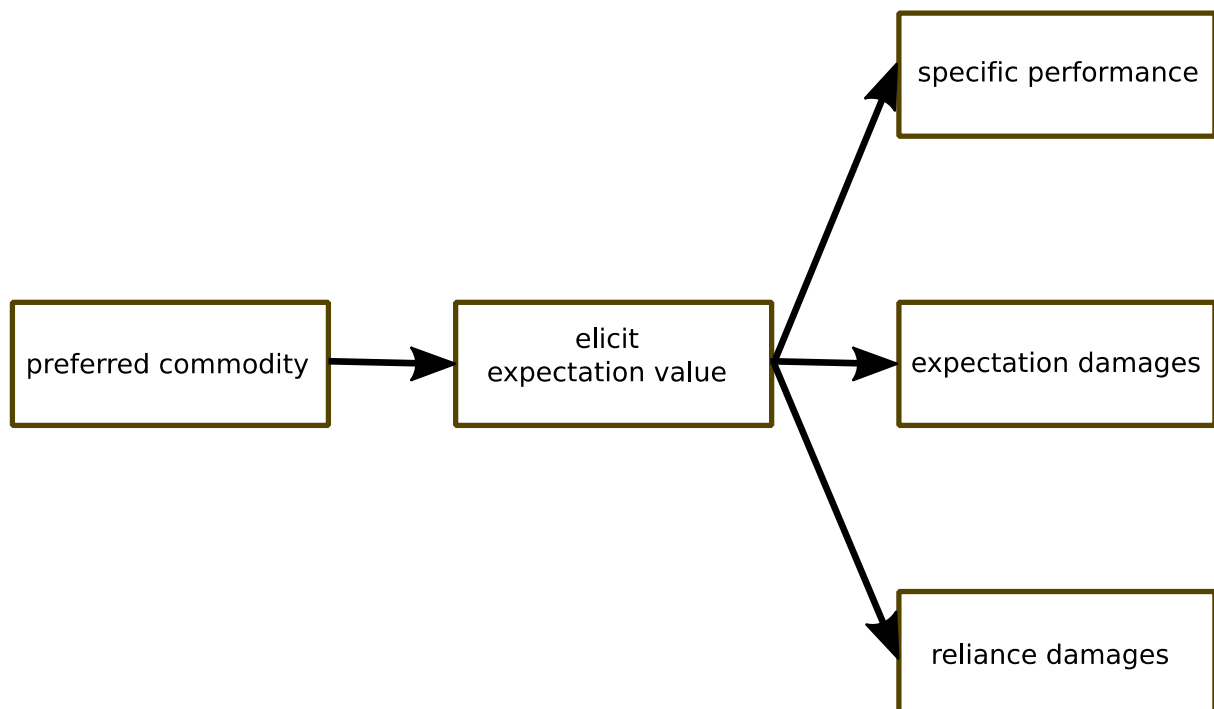 specific performance
preferred commodity
elicit
expectation value
expectation damages
reliance damages